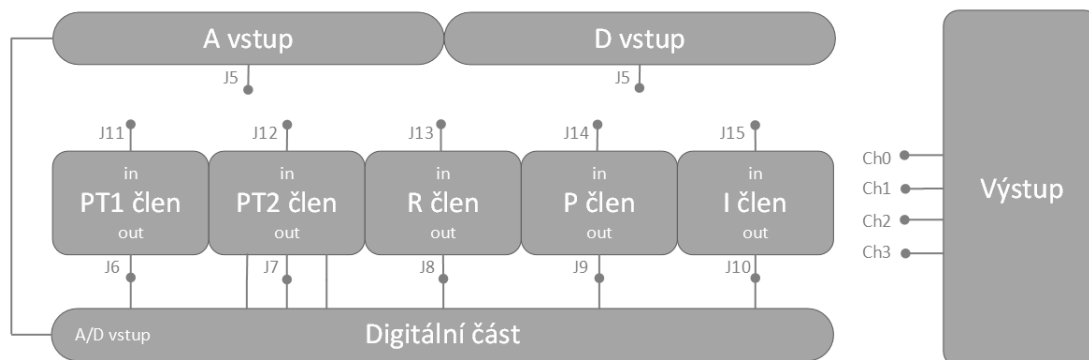 A vstup
D vstup
J5
J5
J11
J12
J13
J14
J15
in
in
in
in
in
PT1 člen
PT2 člen
R člen
P člen
I člen
out
out
out
out
out
J6
J7
J8
J9
J10
A/D vstup
Digitální část
Ch0
Ch1
Ch2
Ch3
Výstup